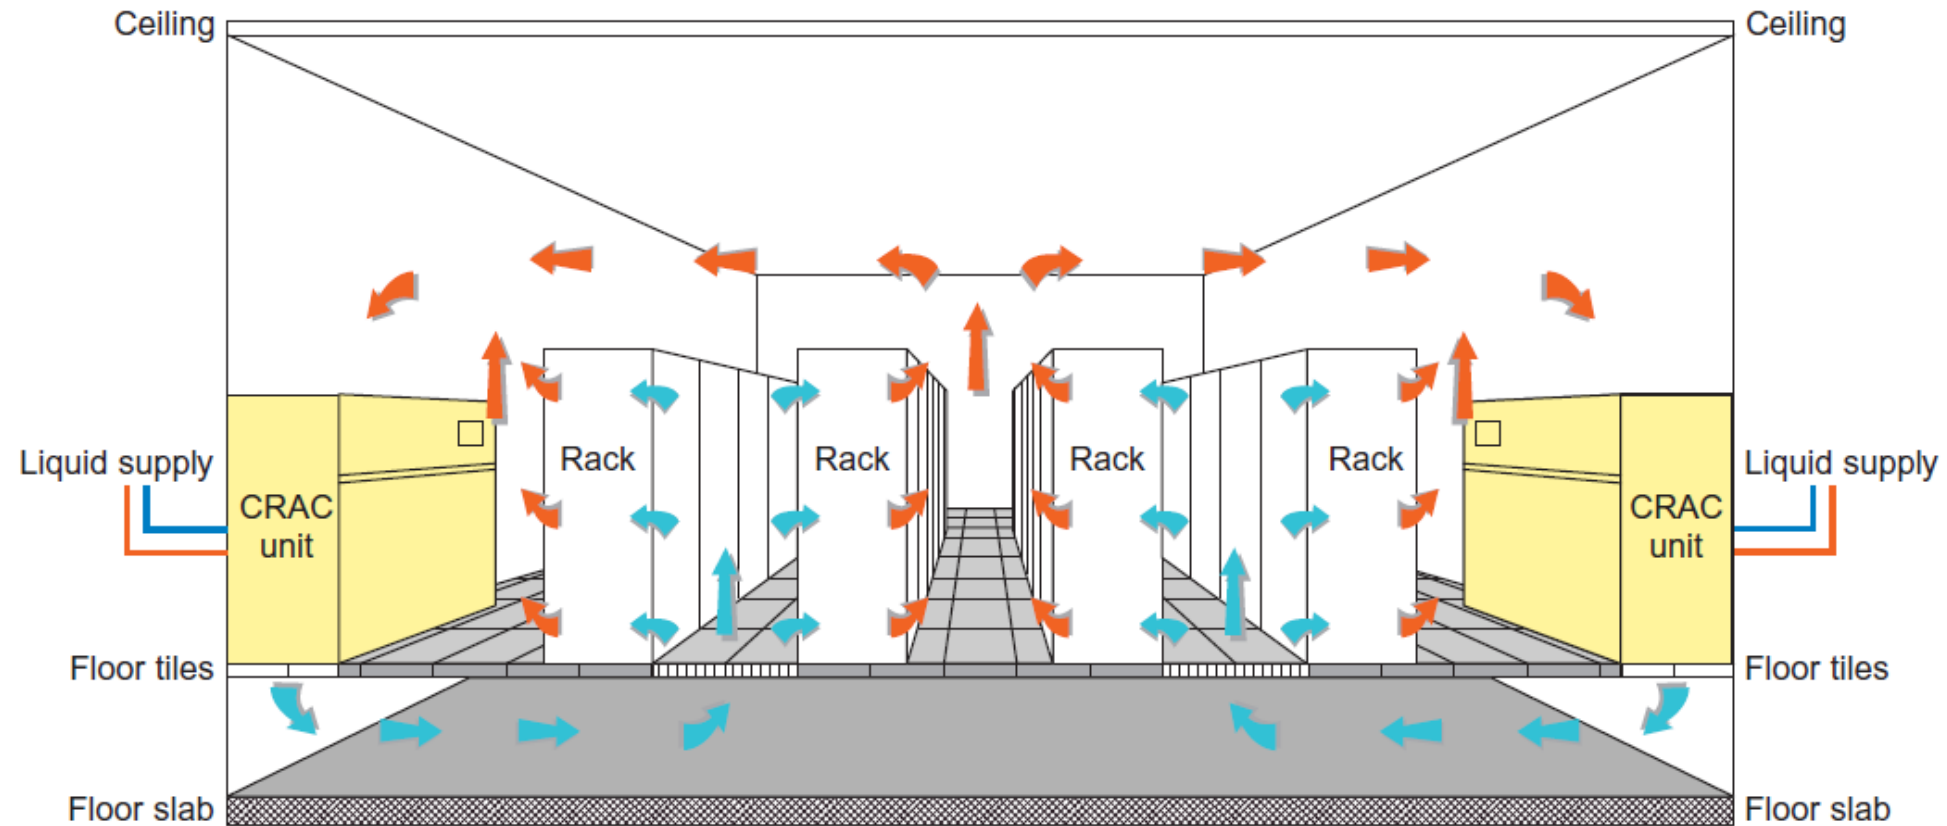 Ceiling
Ceiling
Rack
Rack
Rack
Rack
Liquid supply
Liquid supply
CRAC
unit
CRAC
unit
Floor tiles
Floor tiles
Floor slab
Floor slab